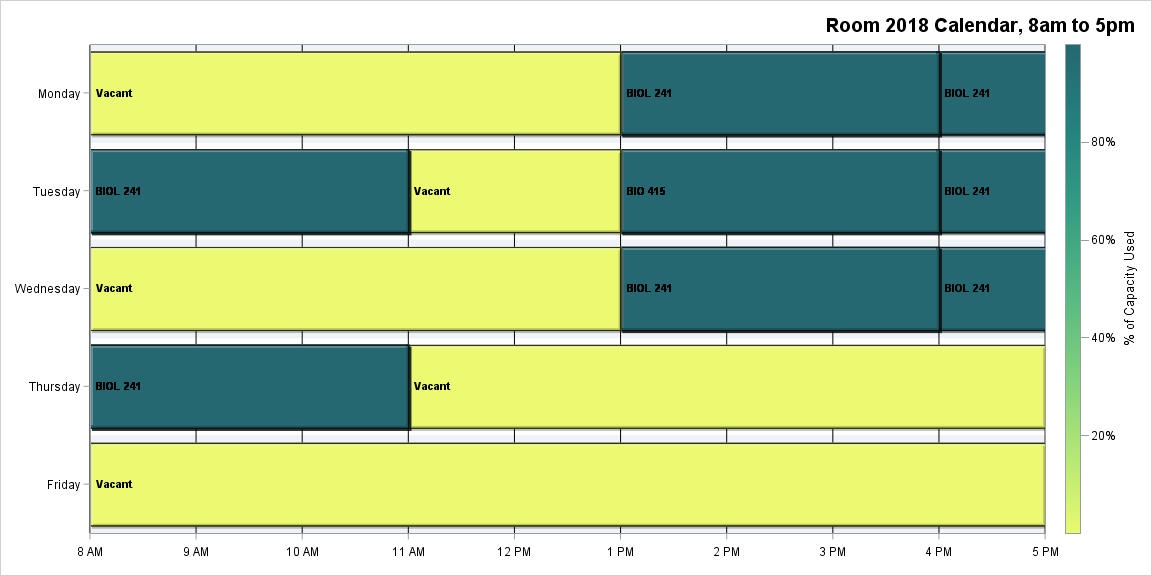 Room 2018 Calendar, 8am to 5pm
Monday
Vacant
BIOL 241
BIOL 241
Tuesday
BIOL 241
Vacant
BIO 415
BIOL 241
Wednesday
Vacant
BIOL 241
BIOL 241
Thursday
BIOL 241
Vacant
Friday
Vacant
8 AM
9 AM
10 AM
11 AM
12 PM
1 PM
2 PM
3 PM
4 PM
5 PM
80%
60%
40%
20%
% of Capacity Used